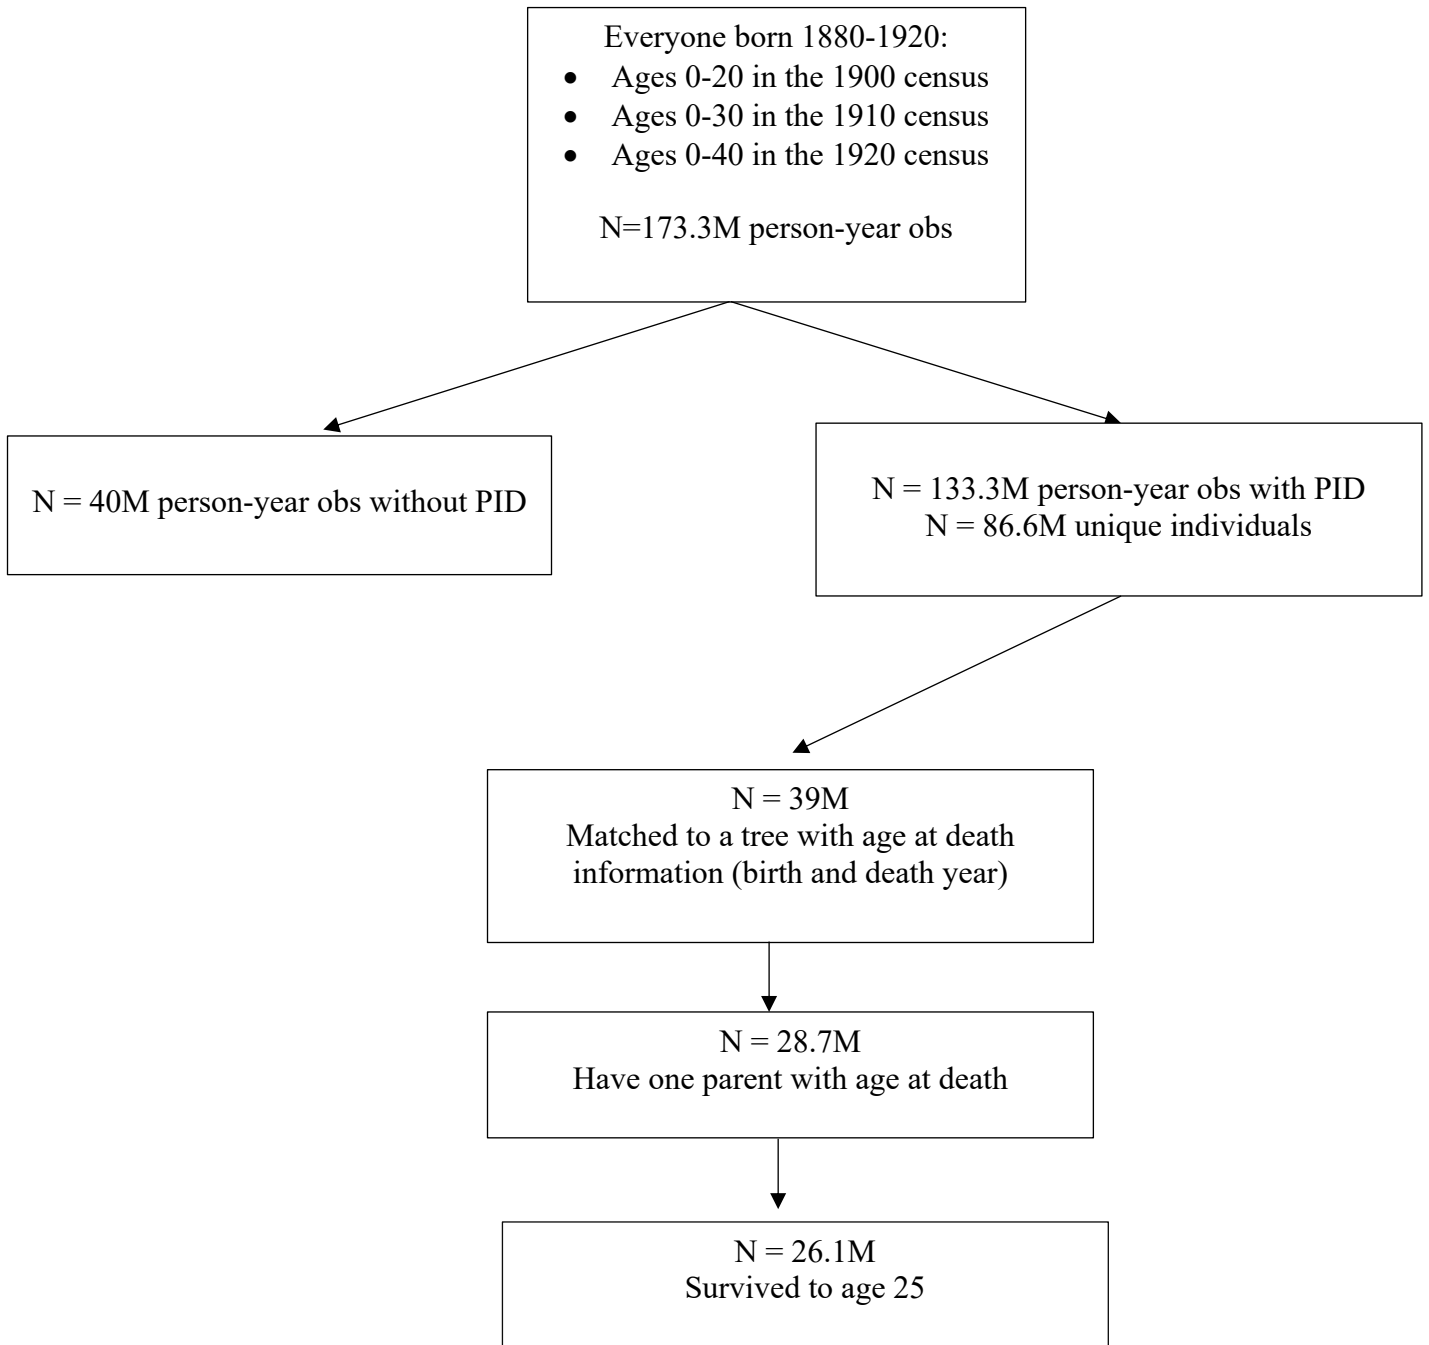 Everyone born 1880-1920:
• Ages 0-20 in the 1900 census
• Ages 0-30 in the 1910 census
• Ages 0-40 in the 1920 census
N=173.3M person-year obs
N = 40M person-year obs without PID
N = 133.3M person-year obs with PID
N = 86.6M unique individuals
N = 39M
Matched to a tree with age at death
information (birth and death year)
N = 28.7M
Have one parent with age at death
N = 26.1M
Survived to age 25